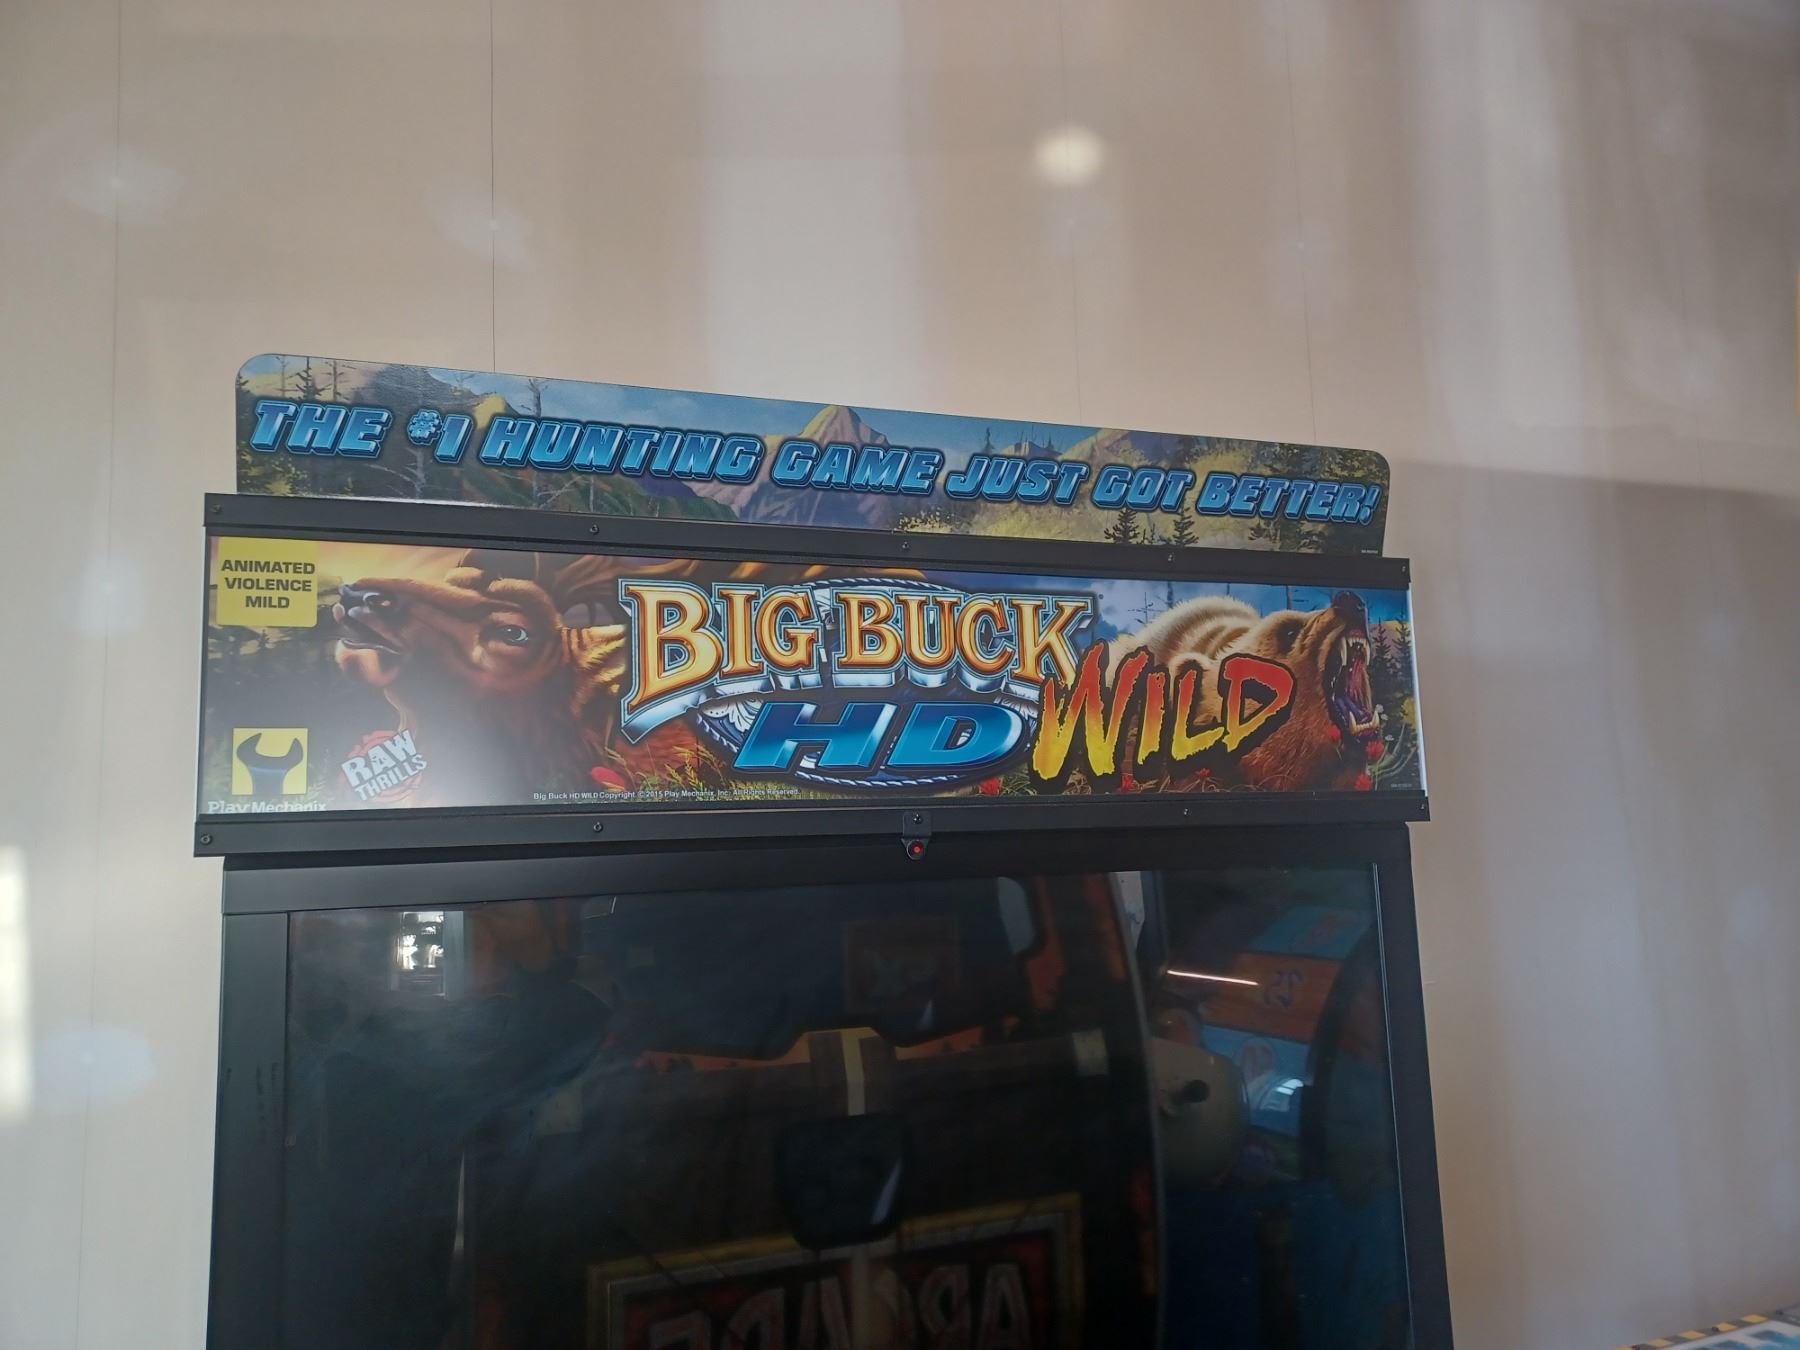 THE #1 HUNTING GAME JUST GOT BETTER!
ANIMATED
VIOLENCE
MILD
BIG BUCK
HD WILD
RAW
THRILLS
Play Mechanix
Big Buck HD WILD Copyright © 2015 Play Mechanix, Inc. All Rights Reserved.
ARCADE